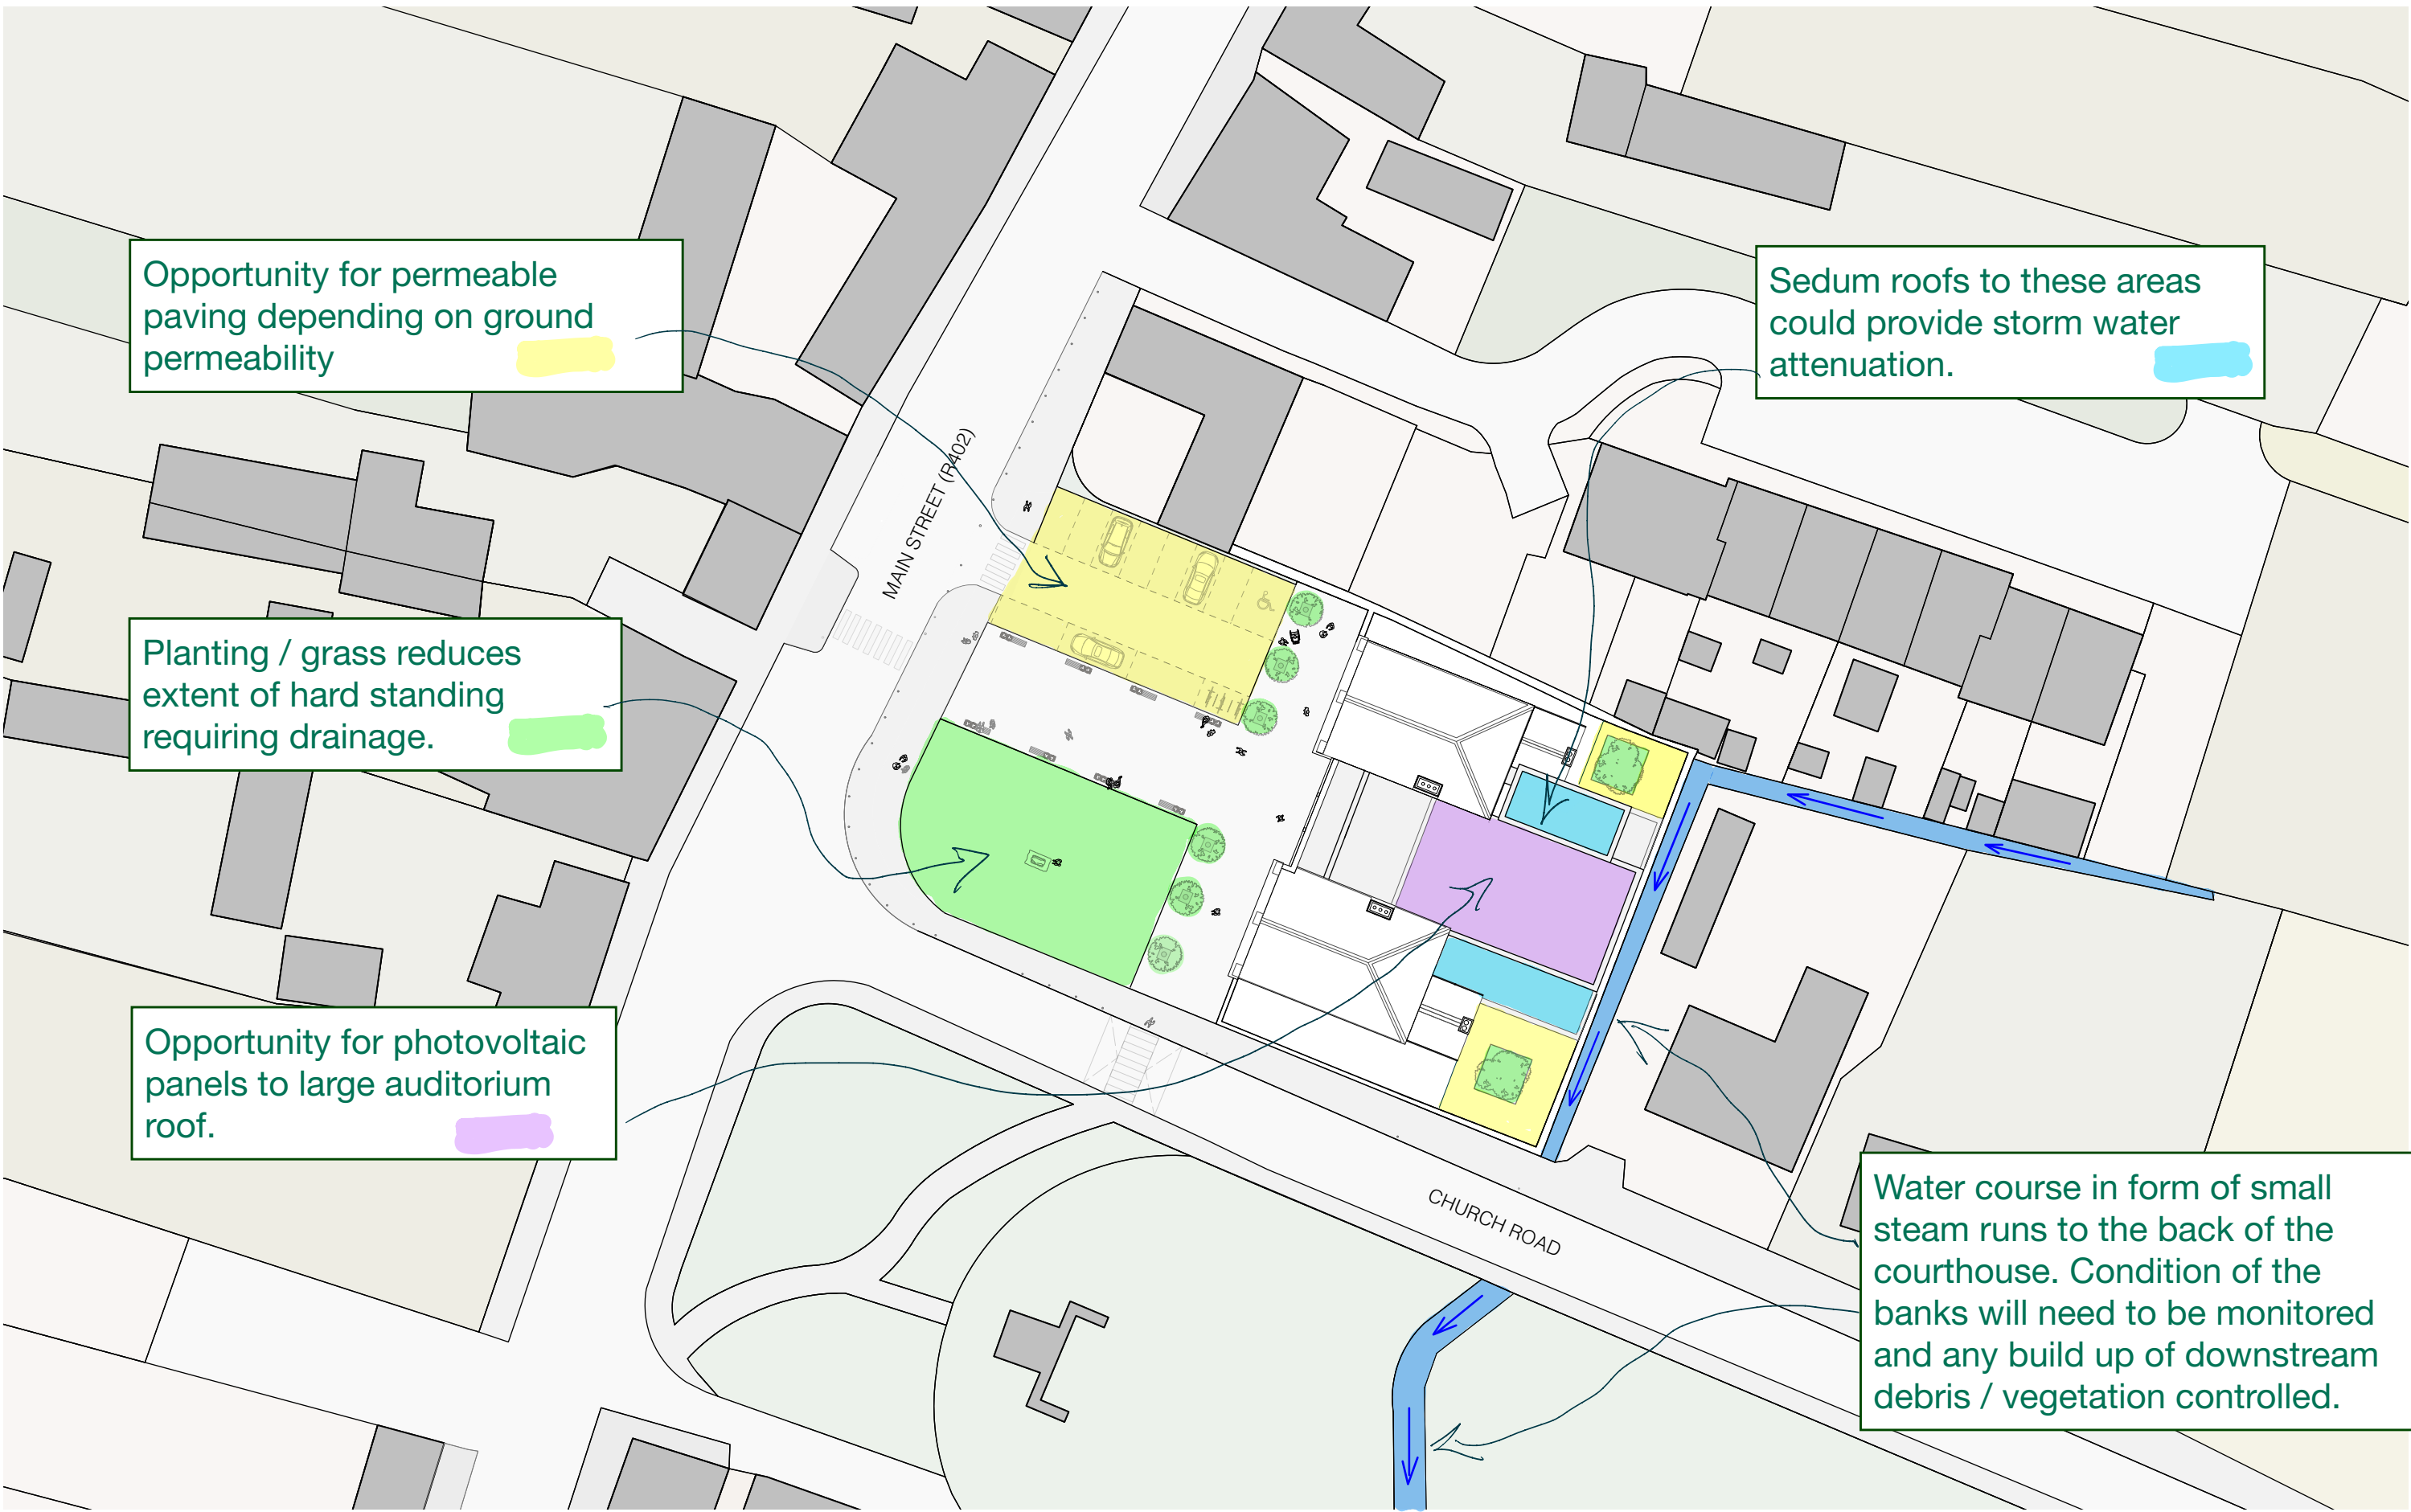 Opportunity for permeable
paving depending on ground
permeability
Sedum roofs to these areas
could provide storm water
attenuation.
MAIN STREET (R402)
Planting / grass reduces
extent of hard standing
requiring drainage.
Opportunity for photovoltaic
panels to large auditorium
roof.
CHURCH ROAD
Water course in form of small
steam runs to the back of the
courthouse. Condition of the
banks will need to be monitored
and any build up of downstream
debris / vegetation controlled.